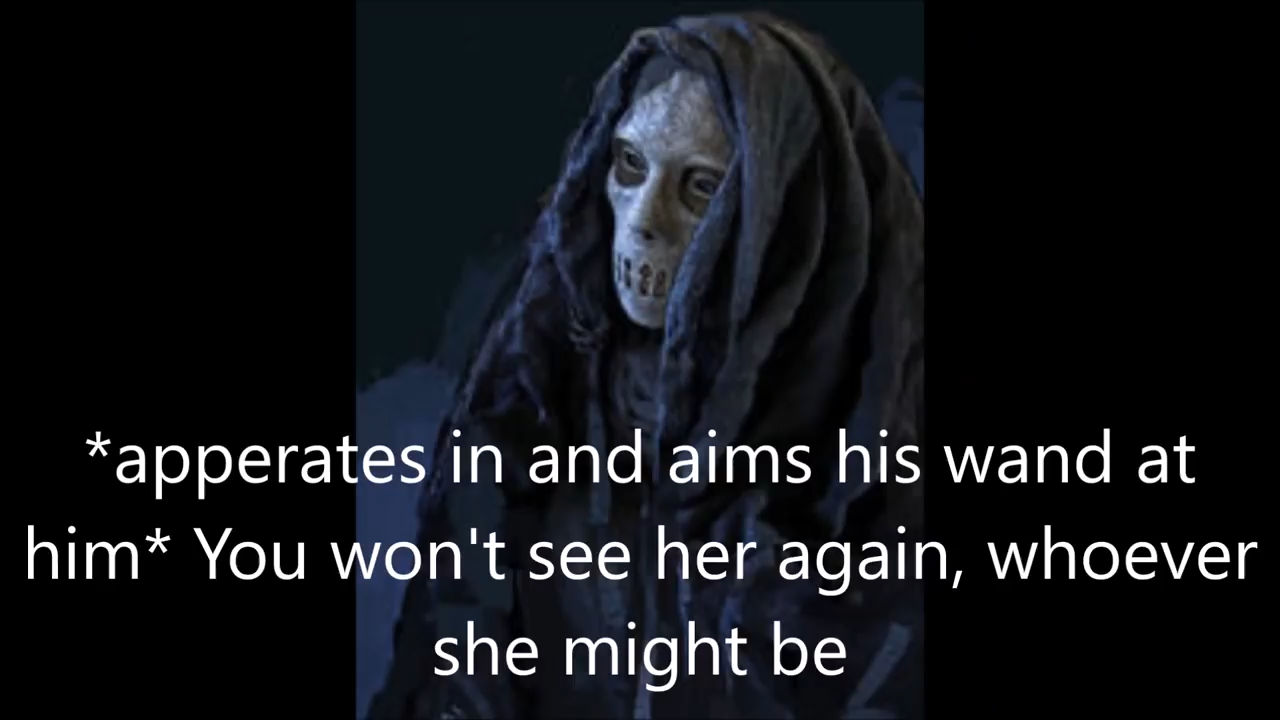 *apperates in and aims his wand at
him* You won't see her again, whoever
she might be